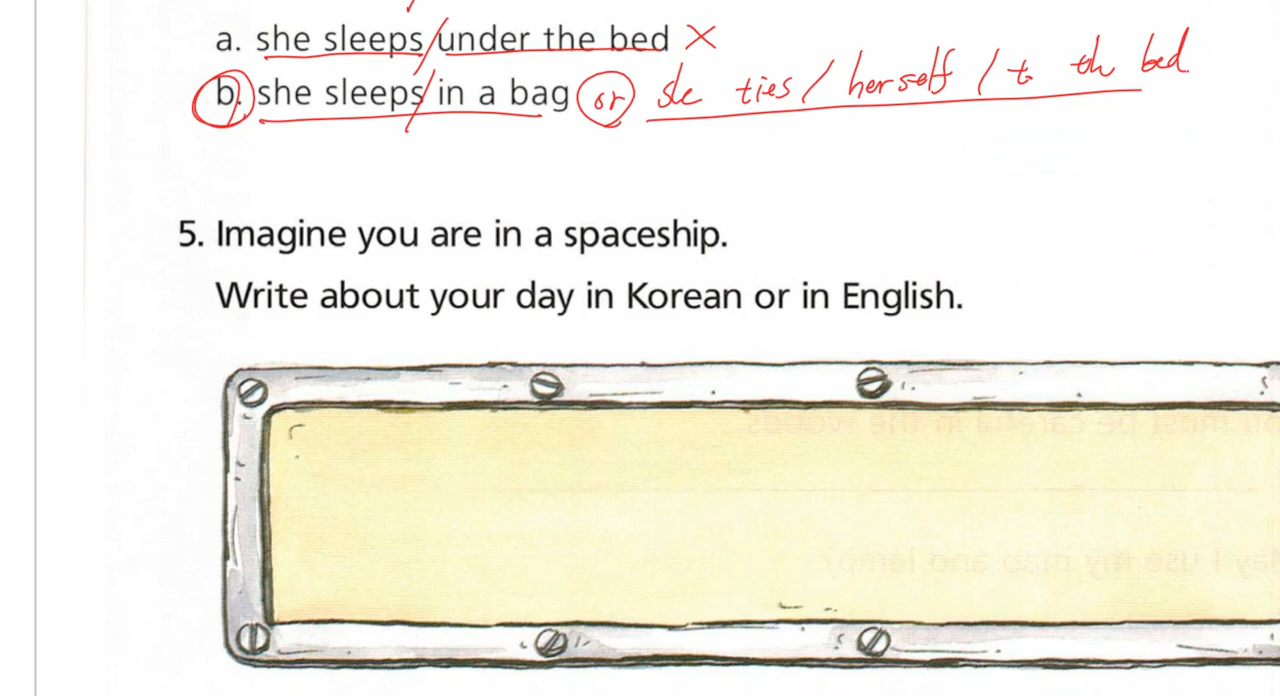 a. she sleeps/under the bed X
b. she sleeps/in a bag or she ties/herself/to the bed
5. Imagine you are in a spaceship.
Write about your day in Korean or in English.